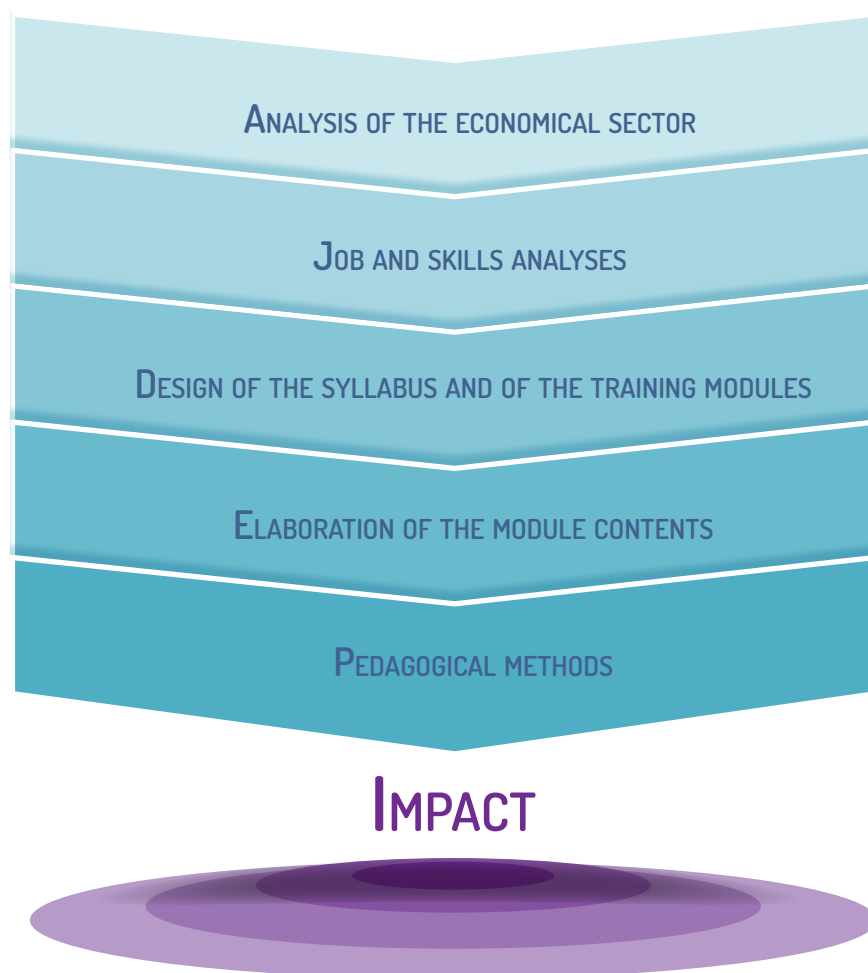 Analysis of the economical sector
Job and skills analyses
Design of the syllabus and of the training modules
Elaboration of the module contents
Pedagogical methods
Impact